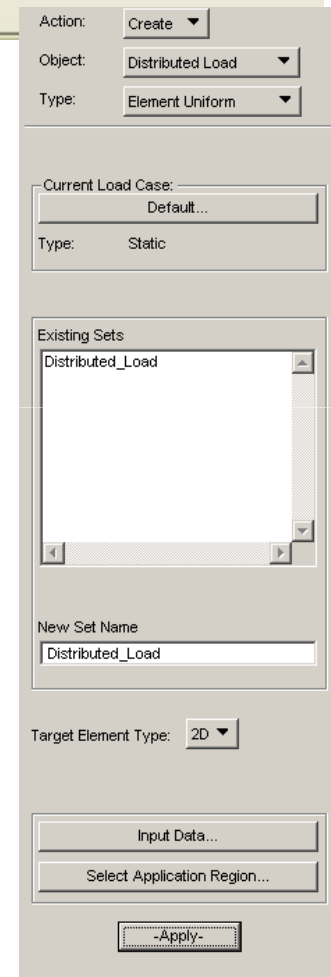 Action: Create
Object: Distributed Load
Type: Element Uniform
Current Load Case:
Default...
Type: Static
Existing Sets
Distributed_Load
New Set Name
Distributed_Load
Target Element Type: 2D
Input Data...
Select Application Region...
-Apply-